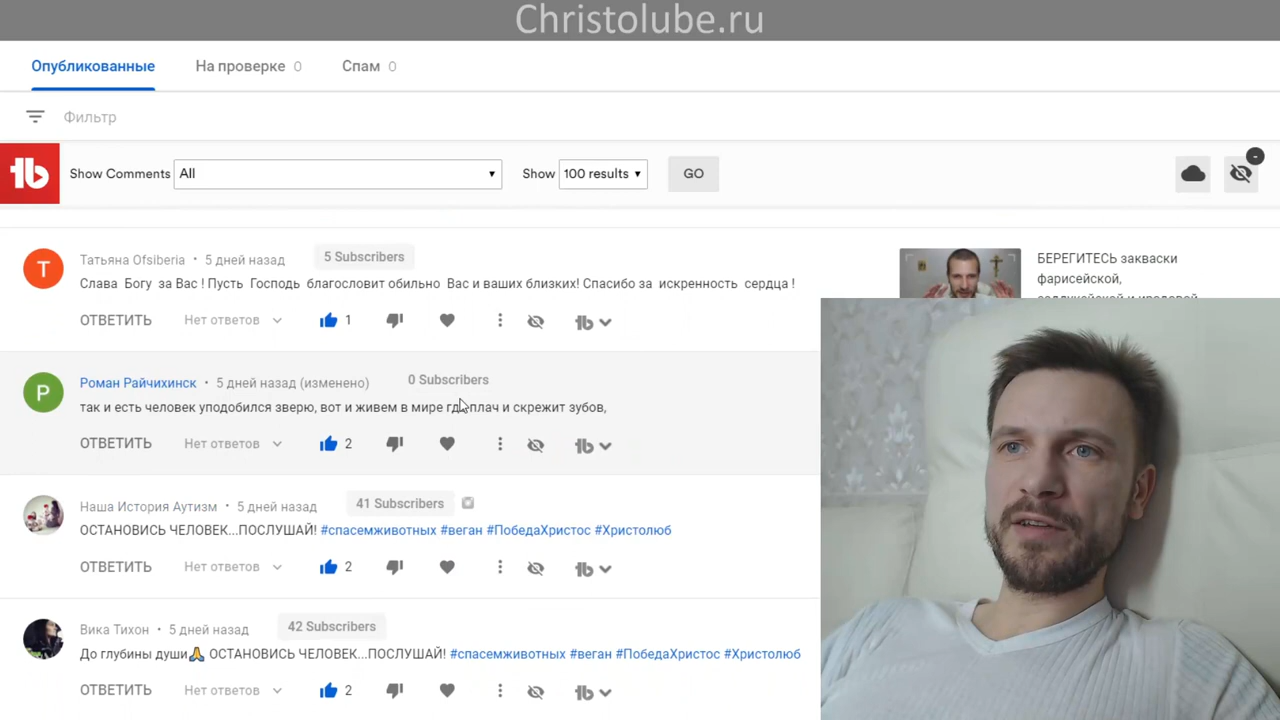 Christolube.ru
Опубликованные На проверке 0 Спам 0
Фильтр
Show Comments All Show 100 results GO
Татьяна Ofsiberia • 5 дней назад 5 Subscribers
Слава Богу за Вас ! Пусть Господь благословит обильно Вас и ваших близких! Спасибо за искренность сердца !
ОТВЕТИТЬ Нет ответов 1
БЕРЕГИТЕСЬ закваски
фарисейской,
Роман Райчихинск • 5 дней назад (изменено) 0 Subscribers
так и есть человек уподобился зверю, вот и живем в мире где плач и скрежит зубов,
ОТВЕТИТЬ Нет ответов 2
Наша История Аутизм • 5 дней назад 41 Subscribers
ОСТАНОВИСЬ ЧЕЛОВЕК...ПОСЛУШАЙ! #спасемживотных #веган #ПобедаХристос #Христолюб
ОТВЕТИТЬ Нет ответов 2
Вика Тихон • 5 дней назад 42 Subscribers
До глубины души🙏 ОСТАНОВИСЬ ЧЕЛОВЕК...ПОСЛУШАЙ! #спасемживотных #веган #ПобедаХристос #Христолюб
ОТВЕТИТЬ Нет ответов 2